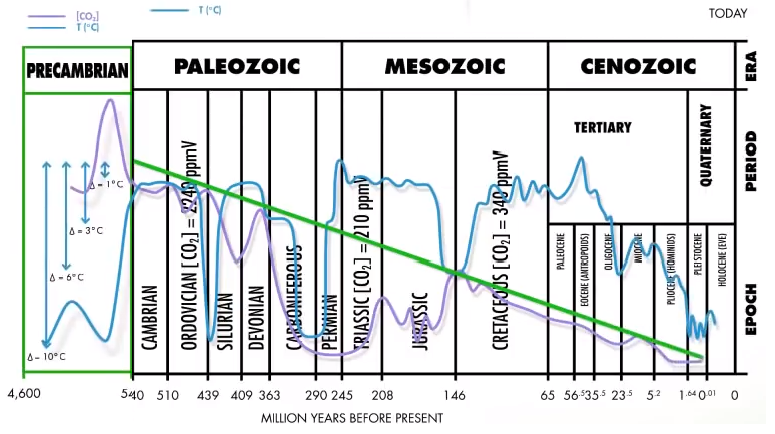 [CO₂]
T (°C)
T (°C)
TODAY
PRECAMBRIAN
PALEOZOIC
MESOZOIC
CENOZOIC
ERA
TERTIARY
QUATERNARY
PERIOD
Δ = 1°C
Δ = 3°C
Δ = 6°C
Δ = 10°C
CAMBRIAN
ORDOVICIAN [CO₂] = 2240 ppmV
SILURIAN
DEVONIAN
CARBONIFEROUS
PERMIAN
TRIASSIC [CO₂] = 210 ppmV
JURASSIC
CRETACEOUS [CO₂] = 340 ppmV
PALEOCENE
EOCENE (ANTROPOIDS)
OLIGOCENE
MIOCENE
PLIOCENE (HOMINIDS)
PLEISTOCENE
HOLOCENE (EVE)
EPOCH
4,600 540 510 439 409 363 290 245 208 146 65 56.5 35.5 23.5 5.2 1.64 0.01 0
MILLION YEARS BEFORE PRESENT